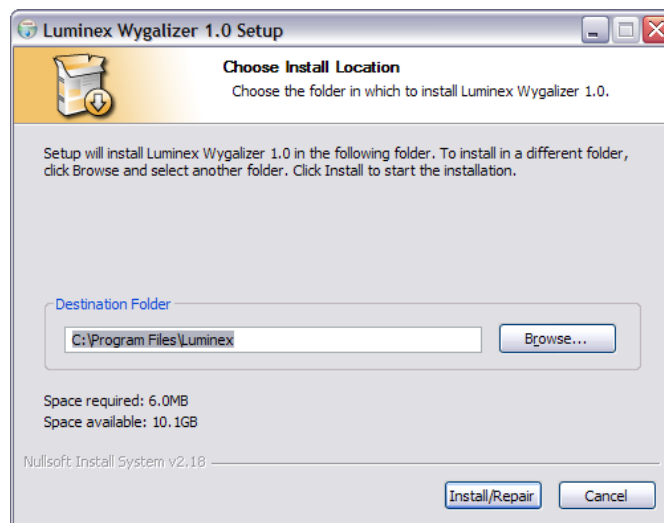 Luminex Wygalizer 1.0 Setup
Choose Install Location
Choose the folder in which to install Luminex Wygalizer 1.0.
Setup will install Luminex Wygalizer 1.0 in the following folder. To install in a different folder,
click Browse and select another folder. Click Install to start the installation.
Destination Folder
C:\Program Files\Luminex
Browse...
Space required: 6.0MB
Space available: 10.1GB
Nullsoft Install System v2.18
Install/Repair
Cancel